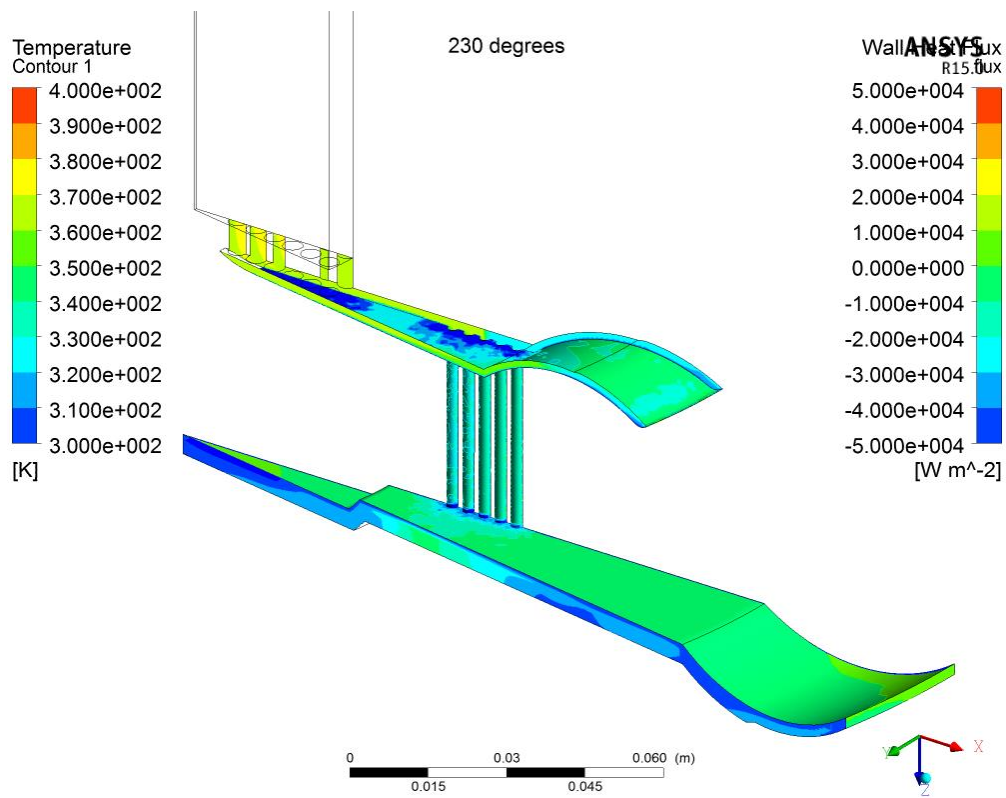 230 degrees
Temperature
Contour 1
4.000e+002
3.900e+002
3.800e+002
3.700e+002
3.600e+002
3.500e+002
3.400e+002
3.300e+002
3.200e+002
3.100e+002
3.000e+002
[K]
Wall Heat Flux
flux
ANSYS
R15.0
5.000e+004
4.000e+004
3.000e+004
2.000e+004
1.000e+004
0.000e+000
-1.000e+004
-2.000e+004
-3.000e+004
-4.000e+004
-5.000e+004
[W m^-2]
0 0.03 0.060 (m)
0.015 0.045
Y X
Z